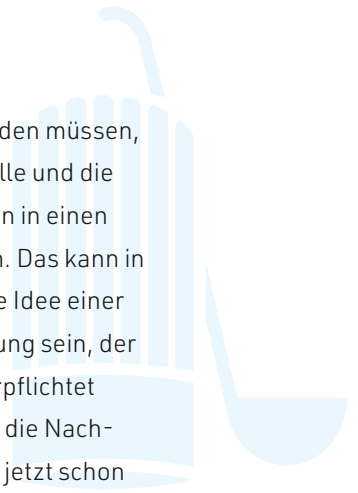 den müssen,
lle und die
n in einen
. Das kann in
e Idee einer
ung sein, der
pflichtet
die Nach-
jetzt schon